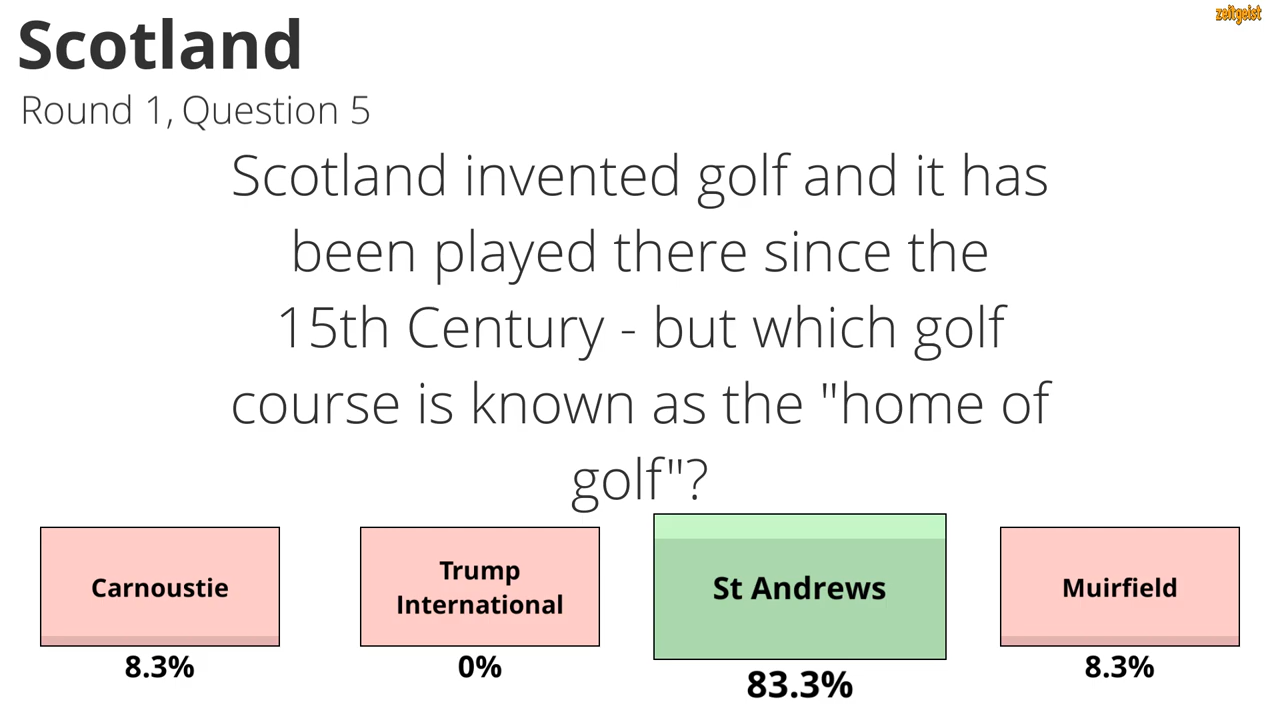 zeitgeist
Scotland
Round 1, Question 5
Scotland invented golf and it has
been played there since the
15th Century - but which golf
course is known as the "home of
golf"?
Carnoustie
8.3%
Trump
International
0%
St Andrews
83.3%
Muirfield
8.3%